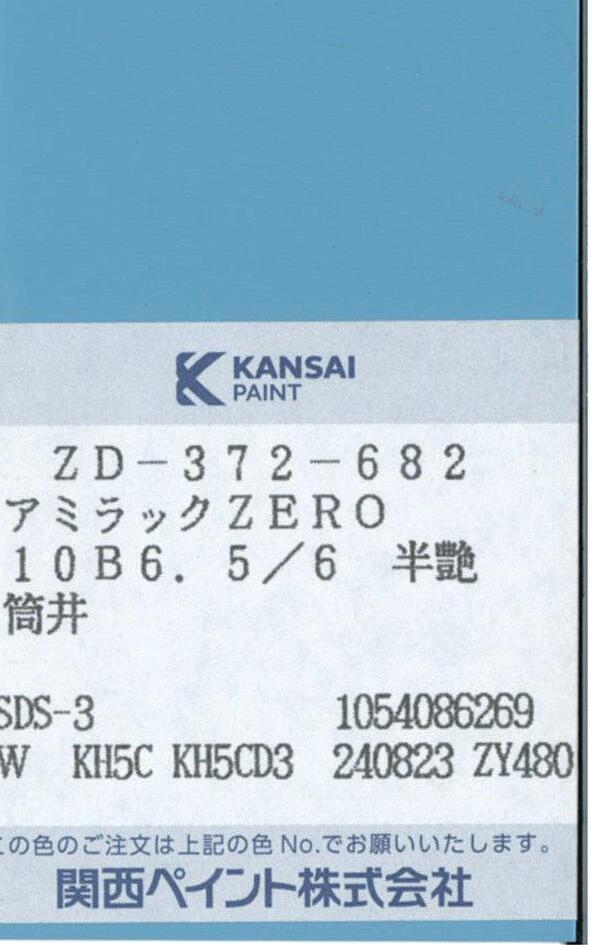 KANSAI
PAINT
ZD-372-682
アミラックZERO
10B6.5/6 半艶
筒井
SDS-3 1054086269
W KH5C KH5CD3 240823 ZY480
この色のご注文は上記の色No.でお願いいたします。
関西ペイント株式会社